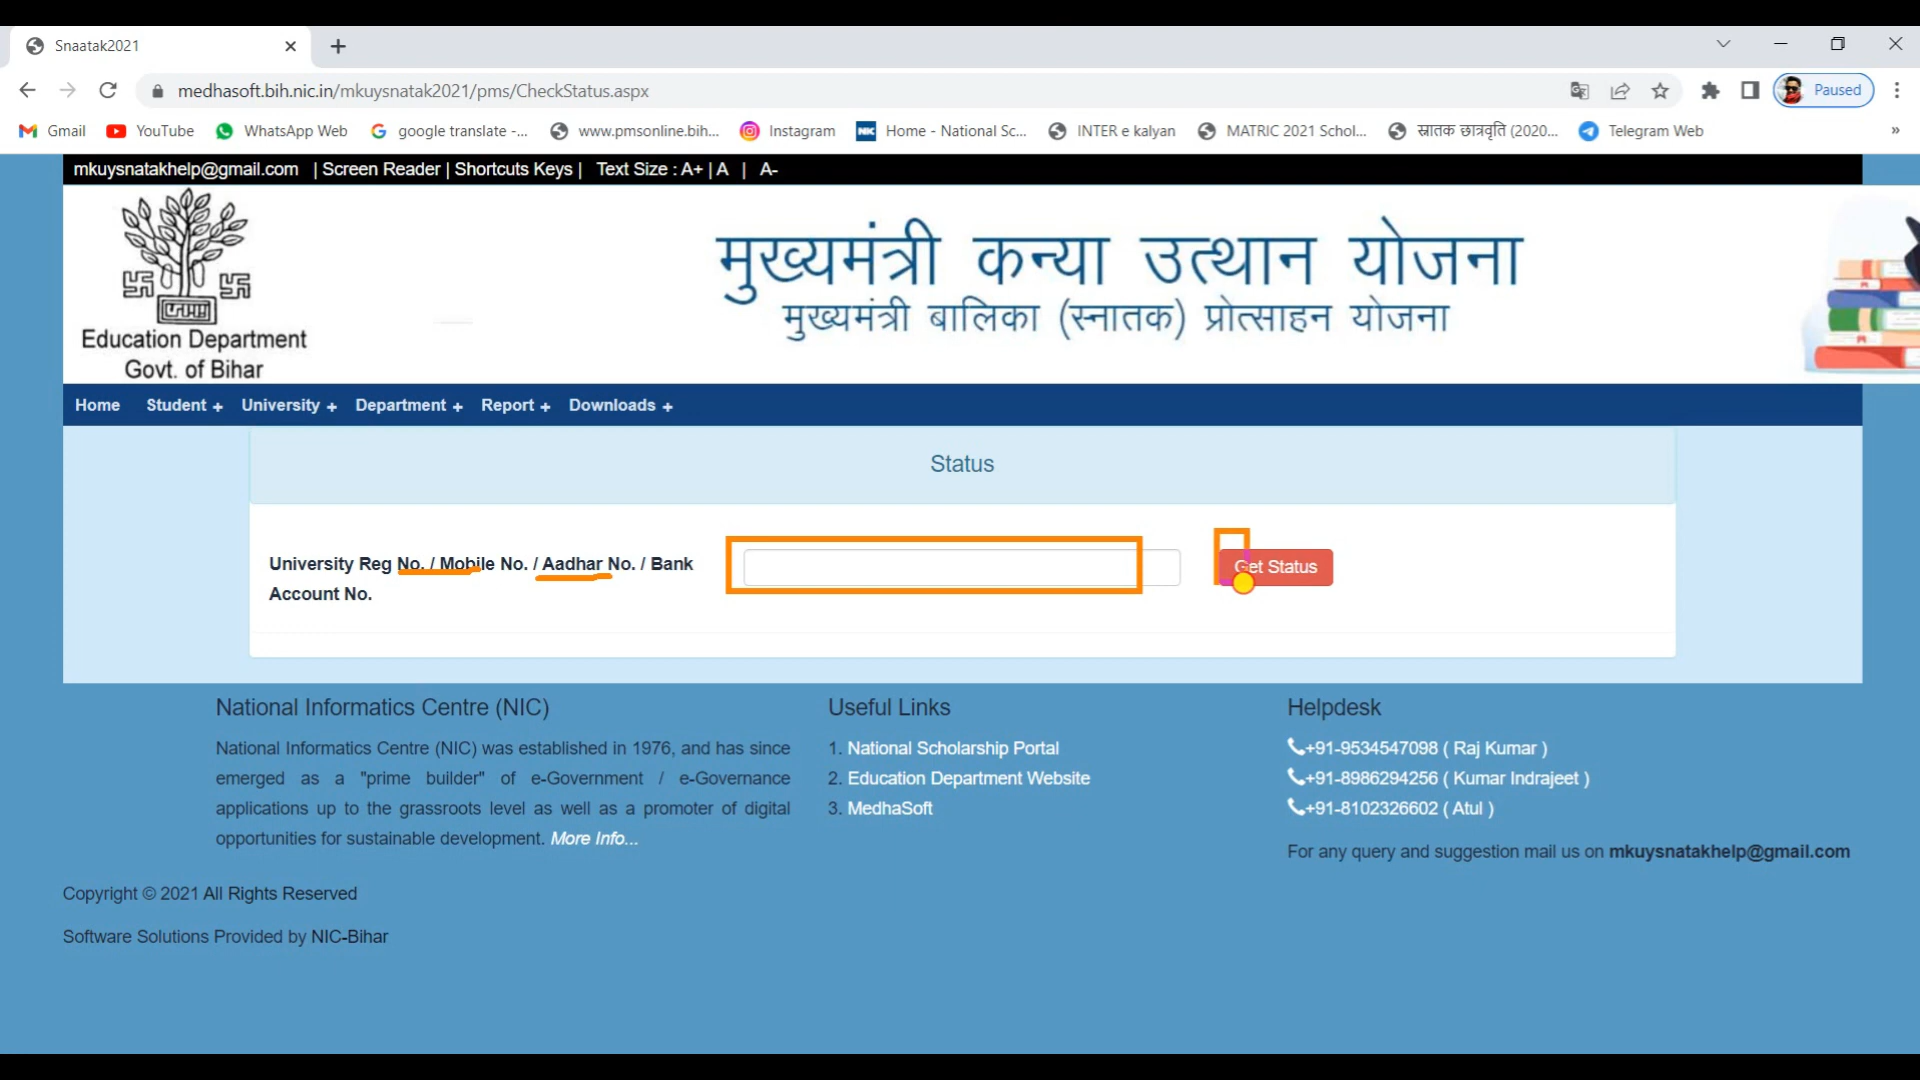 Snaatak2021
medhasoft.bih.nic.in/mkuysnatak2021/pms/CheckStatus.aspx
Paused
Gmail
YouTube
WhatsApp Web
google translate -...
www.pmsonline.bih...
Instagram
NK
Home - National Sc...
INTER e kalyan
MATRIC 2021 Schol...
स्नातक छात्रवृति (2020...
Telegram Web
»
mkuysnatakhelp@gmail.com | Screen Reader | Shortcuts Keys | Text Size : A+ | A | A-
मुख्यमंत्री कन्या उत्थान योजना
मुख्यमंत्री बालिका (स्नातक) प्रोत्साहन योजना
Education Department
Govt. of Bihar
Home Student + University + Department + Report + Downloads +
Status
University Reg No. / Mobile No. / Aadhar No. / Bank
Account No.
Get Status
National Informatics Centre (NIC)
National Informatics Centre (NIC) was established in 1976, and has since
emerged as a "prime builder" of e-Government / e-Governance
applications up to the grassroots level as well as a promoter of digital
opportunities for sustainable development. More Info...
Useful Links
1. National Scholarship Portal
2. Education Department Website
3. MedhaSoft
Helpdesk
+91-9534547098 ( Raj Kumar )
+91-8986294256 ( Kumar Indrajeet )
+91-8102326602 ( Atul )
For any query and suggestion mail us on mkuysnatakhelp@gmail.com
Copyright © 2021 All Rights Reserved
Software Solutions Provided by NIC-Bihar